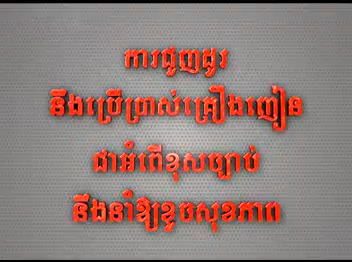 ការជួញដូរ
នឹងប្រើប្រាស់គ្រឿងញៀន
ជាអំពើខុសច្បាប់
នឹងនាំឱ្យខូចសុខភាព